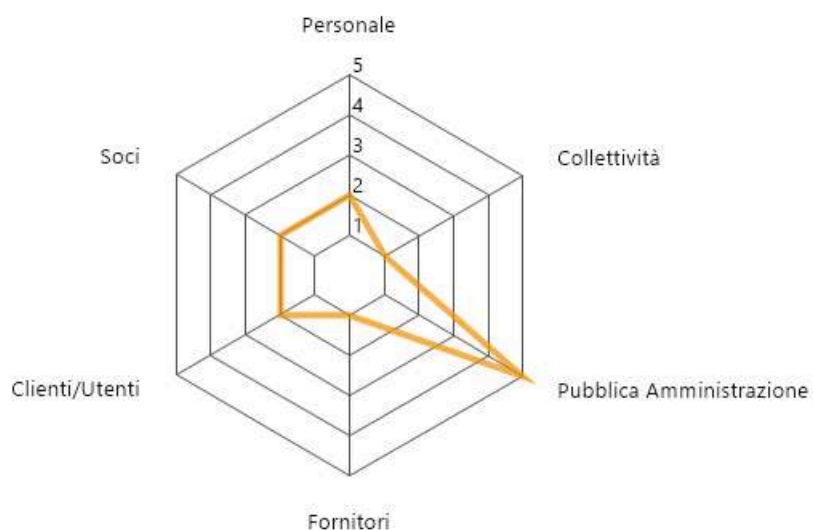 Personale
5
4
3
2
1
Soci
Collettività
Clienti/Utenti
Pubblica Amministrazione
Fornitori